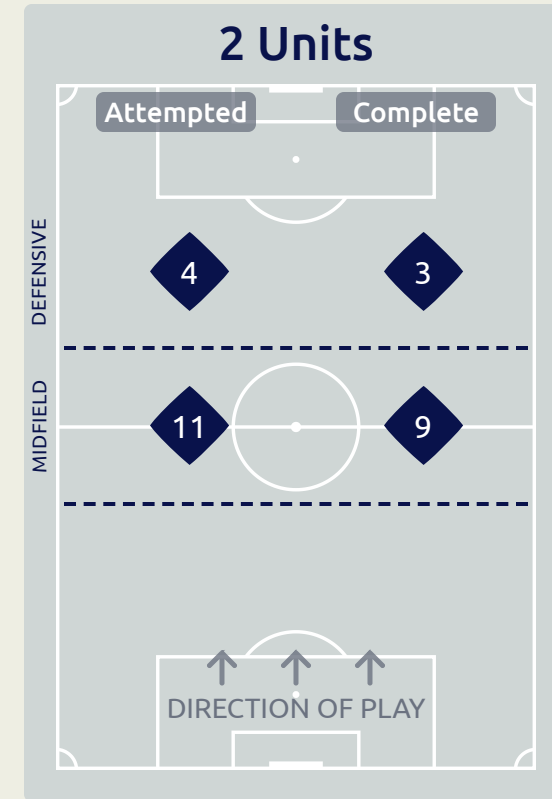 2 Units
Attempted Complete
DEFENSIVE
4 3
MIDFIELD
11 9
DIRECTION OF PLAY